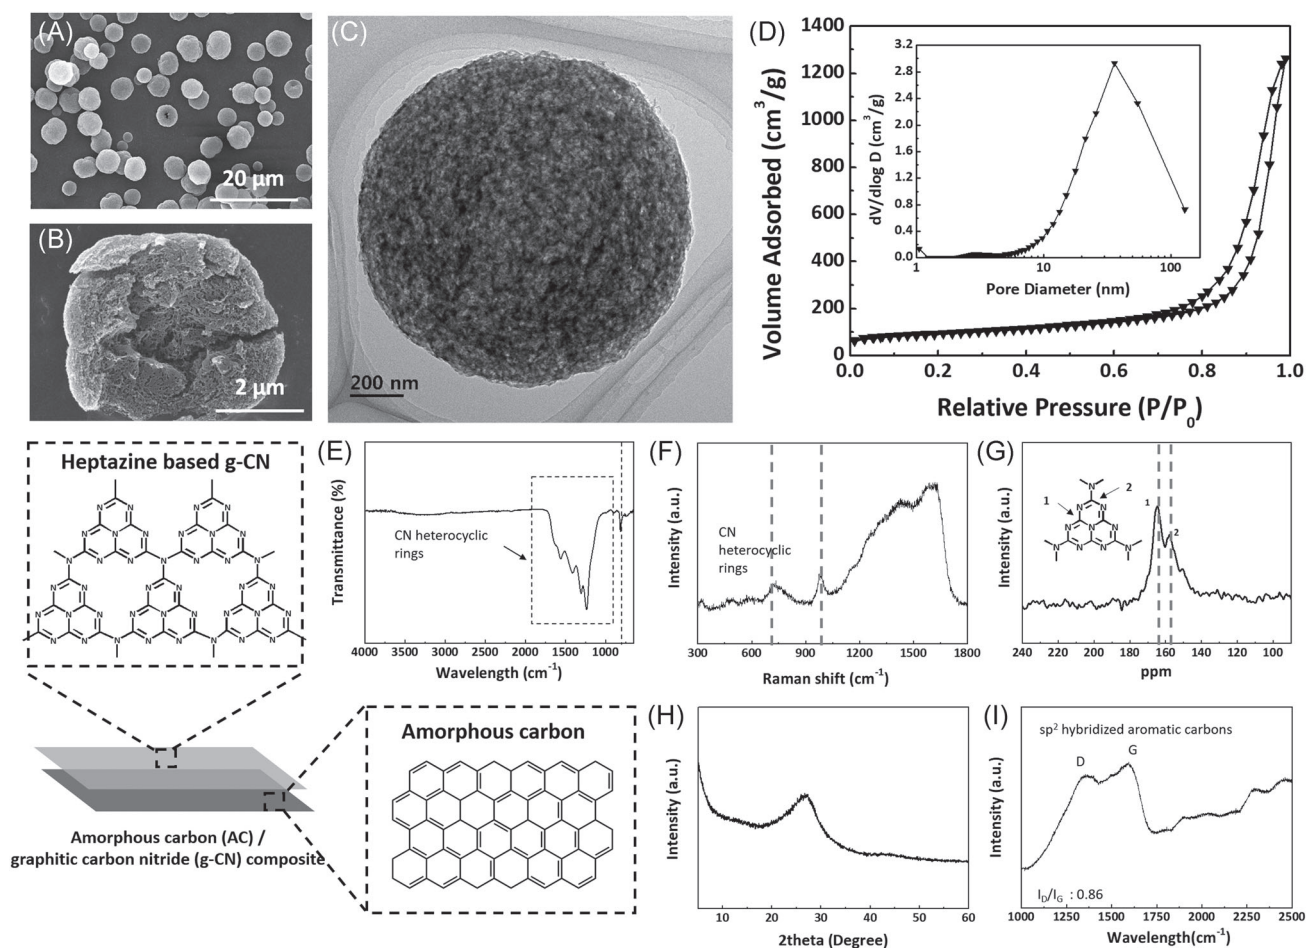 (A)
20 μm
(B)
2 μm
(C)
200 nm
(D)
Volume Adsorbed (cm³/g)
1400
1200
1000
800
600
400
200
0
0.0 0.2 0.4 0.6 0.8 1.0
Relative Pressure (P/P₀)
dV/dlog D (cm³/g)
3.2
2.8
2.4
2.0
1.6
1.2
0.8
0.4
0.0
1 10 100
Pore Diameter (nm)
Heptazine based g-CN
Amorphous carbon (AC) /
graphitic carbon nitride (g-CN) composite
Amorphous carbon
(E)
Transmittance (%)
CN heterocyclic
rings
4000 3500 3000 2500 2000 1500 1000
Wavelength (cm⁻¹)
(F)
Intensity (a.u.)
CN
heterocyclic
rings
300 600 900 1200 1500 1800
Raman shift (cm⁻¹)
(G)
Intensity (a.u.)
1
2
1
2
240 220 200 180 160 140 120 100
ppm
(H)
Intensity (a.u.)
10 20 30 40 50 60
2theta (Degree)
(I)
Intensity (a.u.)
sp² hybridized aromatic carbons
D
G
I_D/I_G : 0.86
1000 1250 1500 1750 2000 2250 2500
Wavelength(cm⁻¹)